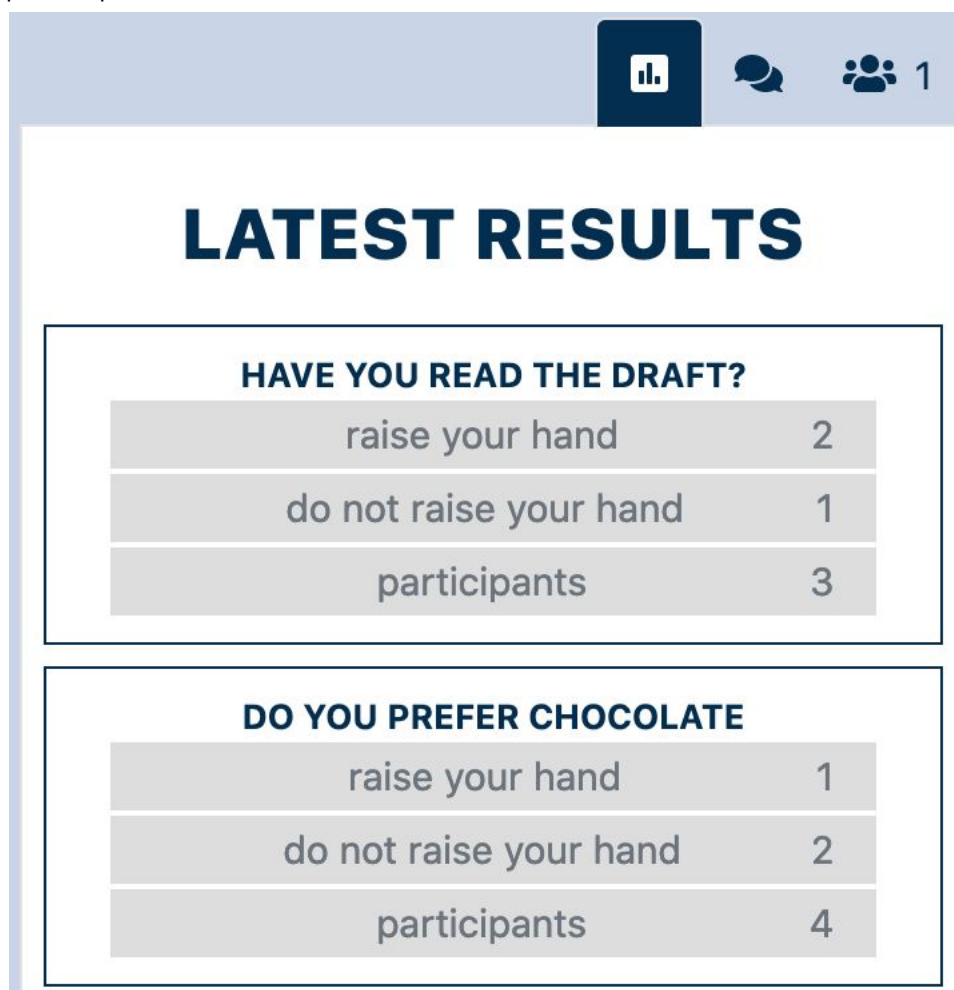 1
LATEST RESULTS
HAVE YOU READ THE DRAFT?
raise your hand 2
do not raise your hand 1
participants 3
DO YOU PREFER CHOCOLATE
raise your hand 1
do not raise your hand 2
participants 4